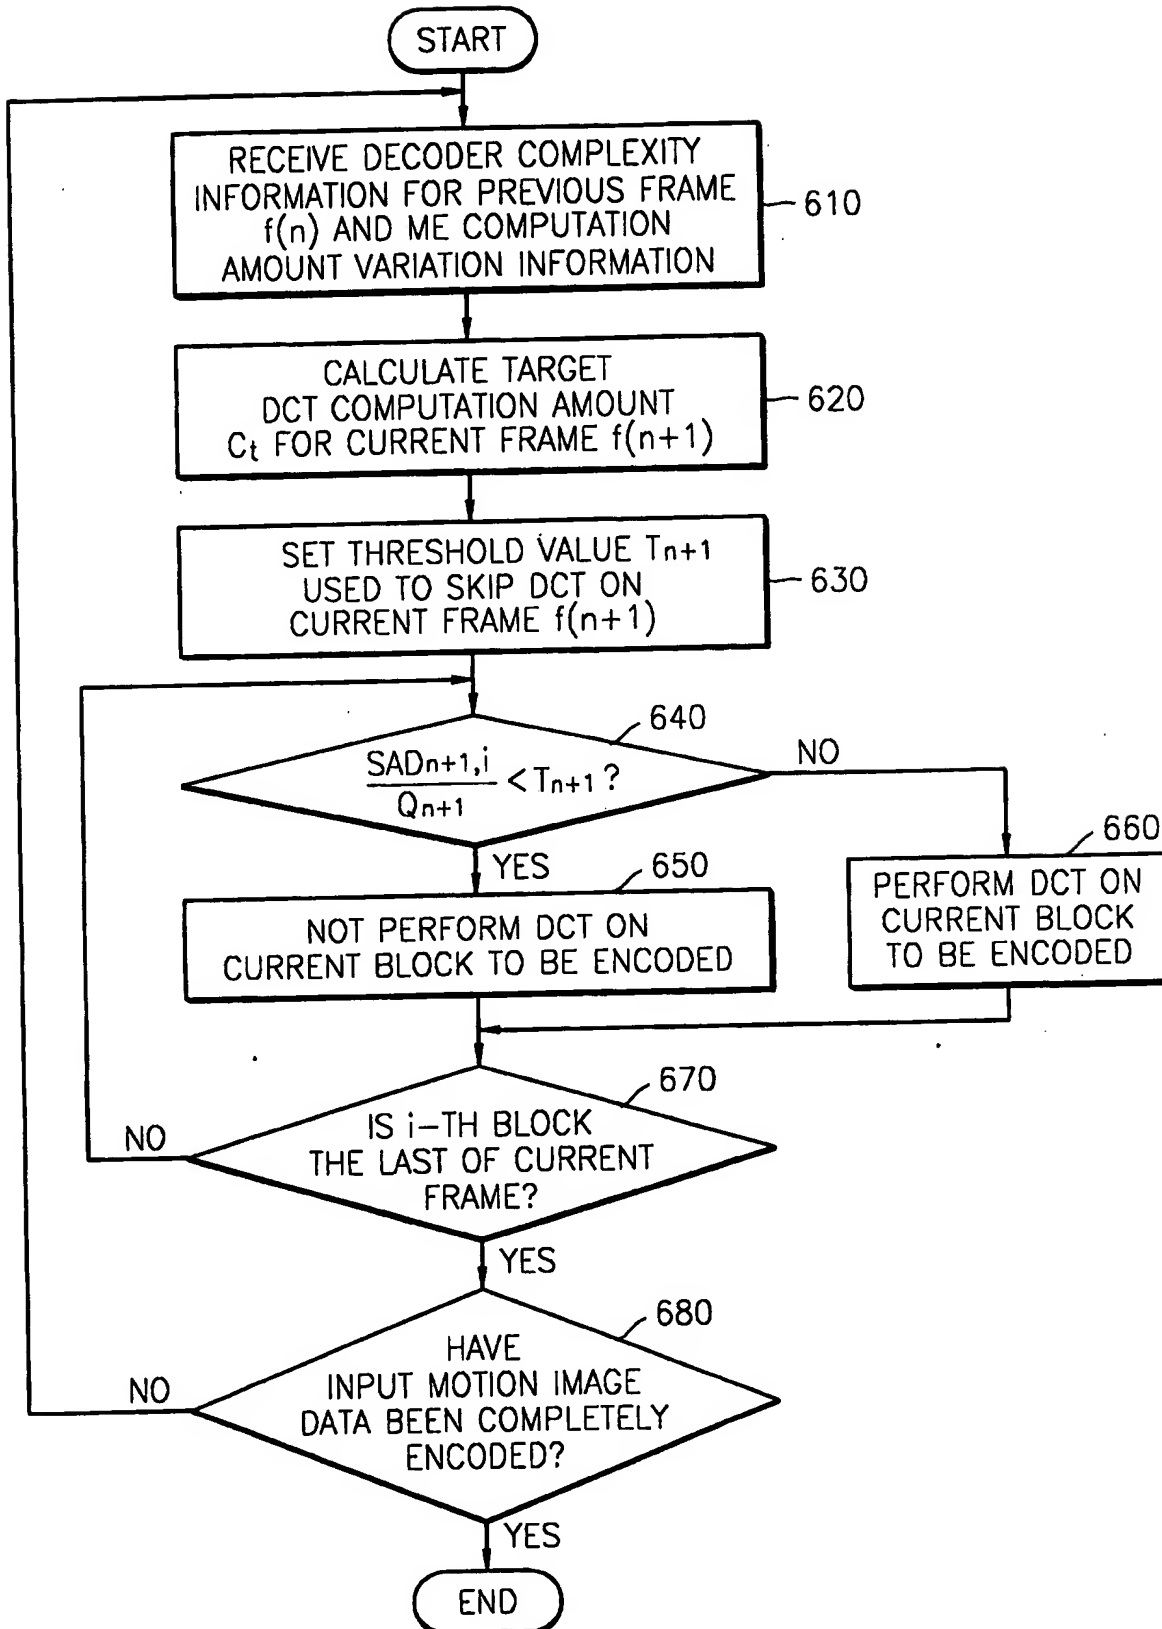 START
RECEIVE DECODER COMPLEXITY
INFORMATION FOR PREVIOUS FRAME
f(n) AND ME COMPUTATION
AMOUNT VARIATION INFORMATION
610
CALCULATE TARGET
DCT COMPUTATION AMOUNT
Ct FOR CURRENT FRAME f(n+1)
620
SET THRESHOLD VALUE Tn+1
USED TO SKIP DCT ON
CURRENT FRAME f(n+1)
630
640
SADn+1,i
Qn+1
< Tn+1 ?
NO
YES
650
NOT PERFORM DCT ON
CURRENT BLOCK TO BE ENCODED
660
PERFORM DCT ON
CURRENT BLOCK
TO BE ENCODED
670
IS i-TH BLOCK
THE LAST OF CURRENT
FRAME?
NO
YES
680
HAVE
INPUT MOTION IMAGE
DATA BEEN COMPLETELY
ENCODED?
NO
YES
END